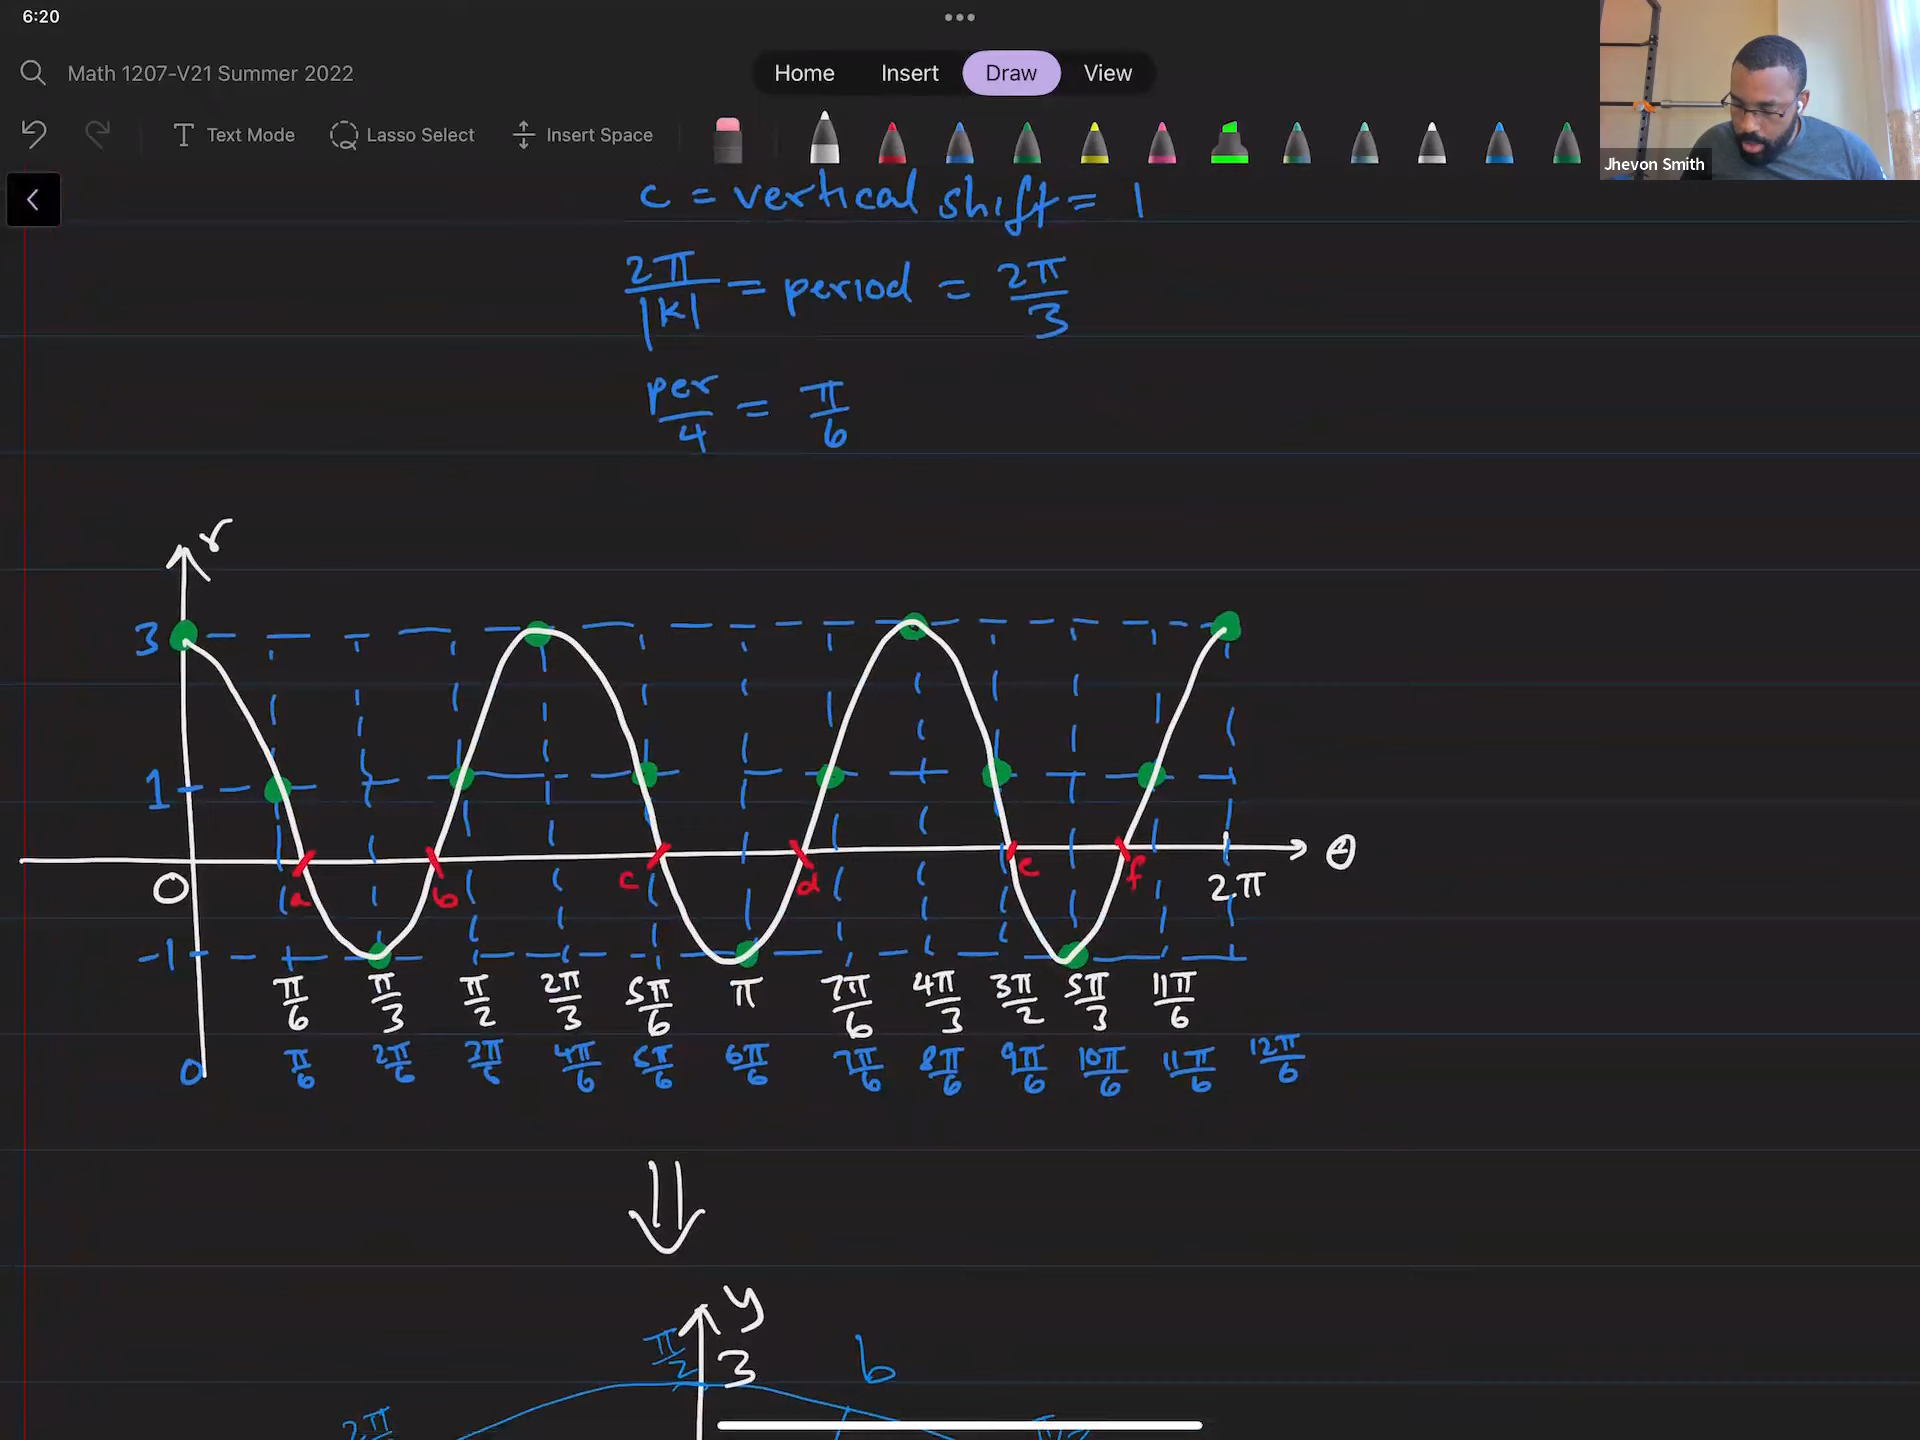 6:20
Math 1207-V21 Summer 2022
Home Insert Draw View
Text Mode Lasso Select Insert Space
Jhevon Smith
c = vertical shift = 1
2π/|k| = period = 2π/3
per/4 = π/6
r
3
1
0 a b c d e f 2π θ
-1
π/6 π/3 π/2 2π/3 5π/6 π 7π/6 4π/3 3π/2 5π/3 11π/6
0 π/6 2π/6 3π/6 4π/6 5π/6 6π/6 7π/6 8π/6 9π/6 10π/6 11π/6 12π/6
y
π/2 3 b
2π